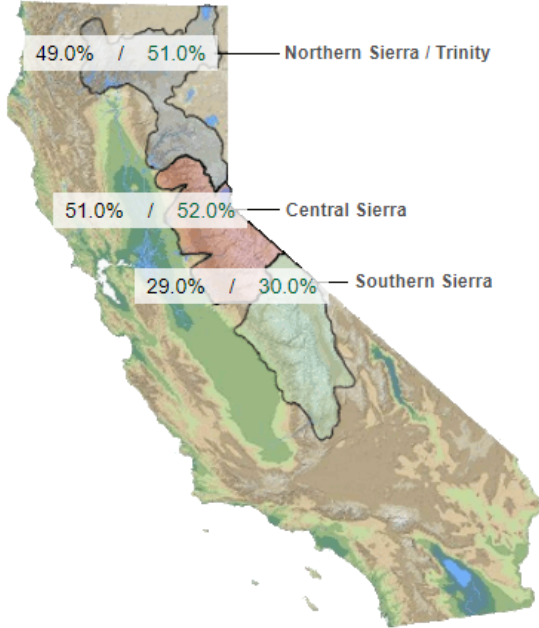 49.0% / 51.0% Northern Sierra / Trinity
51.0% / 52.0% Central Sierra
29.0% / 30.0% Southern Sierra